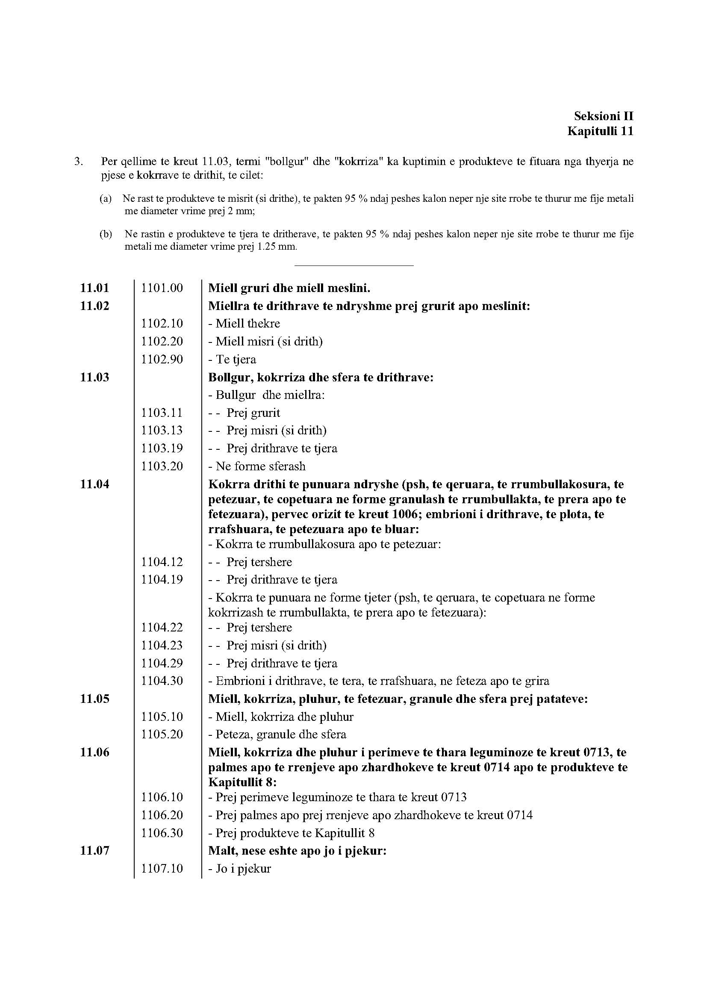 Seksioni II
Kapitulli 11
3. Per qellime te kreut 11.03, termi "bollgur" dhe "kokrriza" ka kuptimin e produkteve te fituara nga thyerja ne
pjese e kokrrave te drithit, te cilet:
(a) Ne rast te produkteve te misrit (si drithe), te pakten 95 % ndaj peshes kalon neper nje site rrobe te thurur me fije metali
me diameter vrime prej 2 mm;
(b) Ne rastin e produkteve te tjera te dritherave, te pakten 95 % ndaj peshes kalon neper nje site rrobe te thurur me fije
metali me diameter vrime prej 1.25 mm.
11.01 1101.00 Miell gruri dhe miell meslini.
11.02 Miellra te drithrave te ndryshme prej grurit apo meslinit:
1102.10 - Miell thekre
1102.20 - Miell misri (si drith)
1102.90 - Te tjera
11.03 Bollgur, kokrriza dhe sfera te drithrave:
- Bullgur dhe miellra:
1103.11 - - Prej grurit
1103.13 - - Prej misri (si drith)
1103.19 - - Prej drithrave te tjera
1103.20 - Ne forme sferash
11.04 Kokrra drithi te punuara ndryshe (psh, te qeruara, te rrumbullakosura, te
petezuar, te copetuara ne forme granulash te rrumbullakta, te prera apo te
fetezuara), pervec orizit te kreut 1006; embrioni i drithrave, te plota, te
rrafshuara, te petezuara apo te bluar:
- Kokrra te rrumbullakosura apo te petezuar:
1104.12 - - Prej tershere
1104.19 - - Prej drithrave te tjera
- Kokrra te punuara ne forme tjeter (psh, te qeruara, te copetuara ne forme
kokrrizash te rrumbullakta, te prera apo te fetezuara):
1104.22 - - Prej tershere
1104.23 - - Prej misri (si drith)
1104.29 - - Prej drithrave te tjera
1104.30 - Embrioni i drithrave, te tera, te rrafshuara, ne feteza apo te grira
11.05 Miell, kokrriza, pluhur, te fetezuar, granule dhe sfera prej patateve:
1105.10 - Miell, kokrriza dhe pluhur
1105.20 - Peteza, granule dhe sfera
11.06 Miell, kokrriza dhe pluhur i perimeve te thara leguminoze te kreut 0713, te
palmes apo te rrenjeve apo zhardhokeve te kreut 0714 apo te produkteve te
Kapitullit 8:
1106.10 - Prej perimeve leguminoze te thara te kreut 0713
1106.20 - Prej palmes apo prej rrenjeve apo zhardhokeve te kreut 0714
1106.30 - Prej produkteve te Kapitullit 8
11.07 Malt, nese eshte apo jo i pjekur:
1107.10 - Jo i pjekur